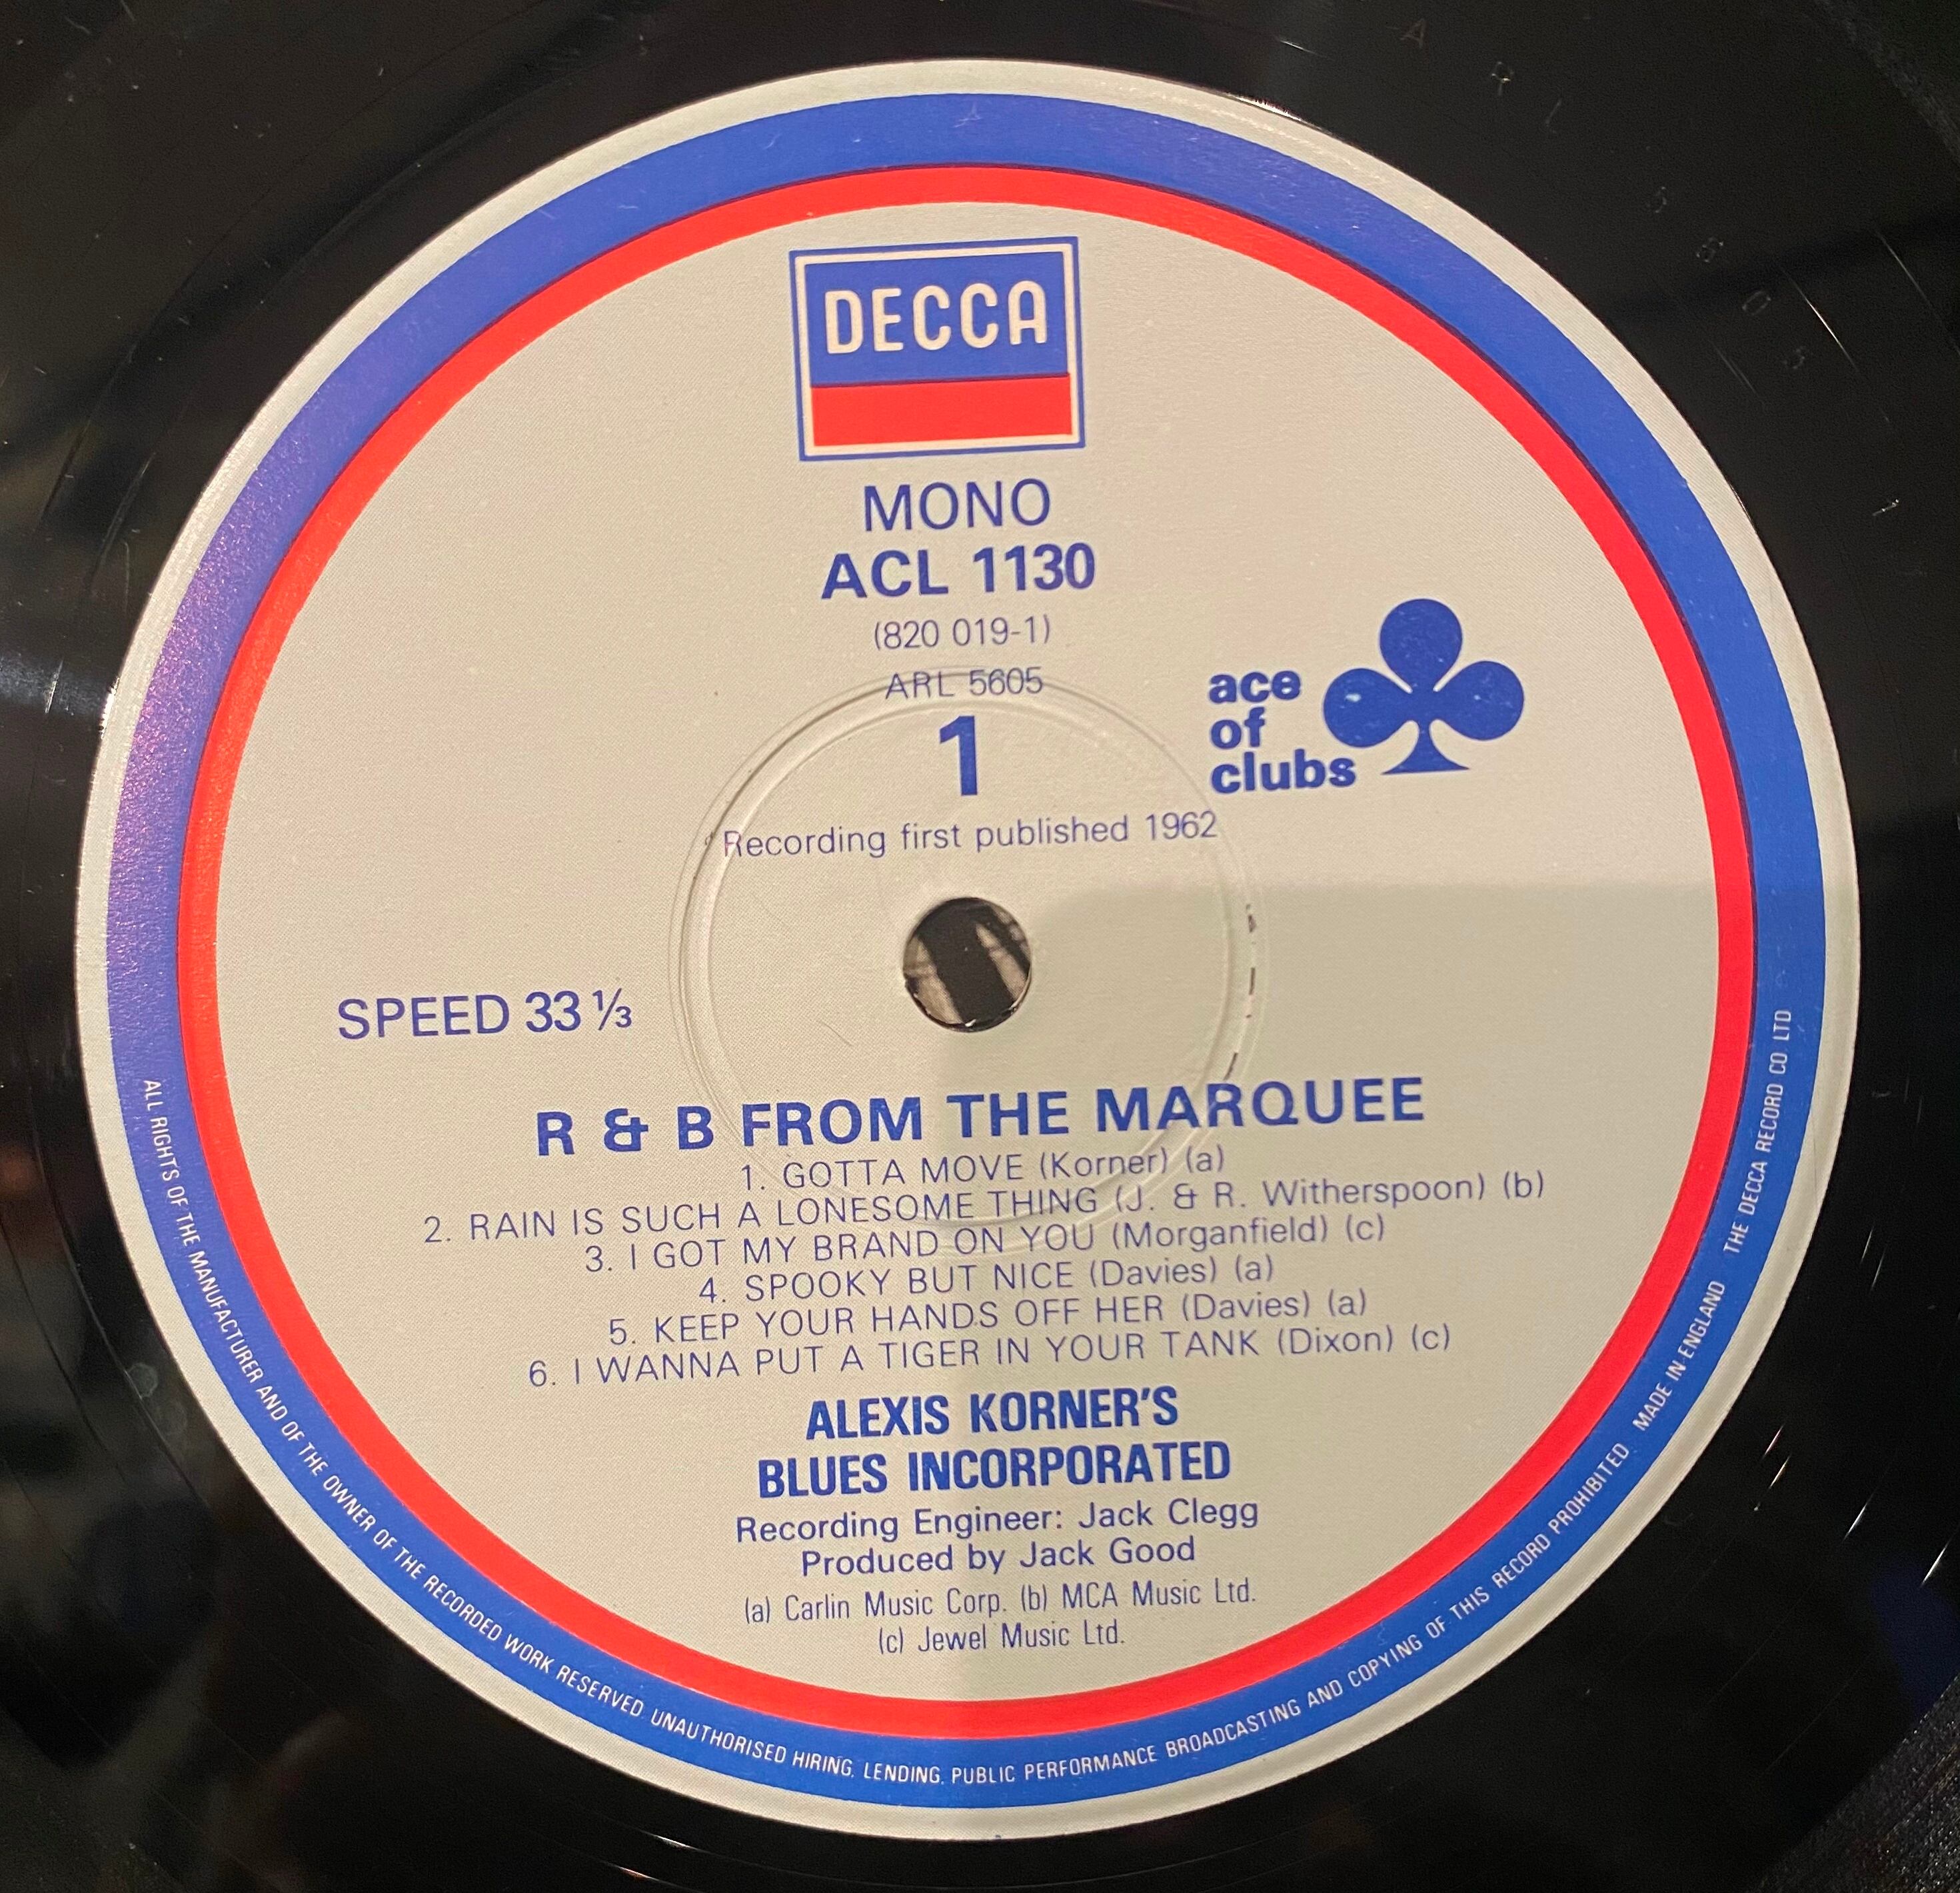 DECCA
MONO
ACL 1130
(820 019-1)
ARL 5605
1
ace
of
clubs
Recording first published 1962
SPEED 33 ⅓
R & B FROM THE MARQUEE
1. GOTTA MOVE (Korner) (a)
2. RAIN IS SUCH A LONESOME THING (J. & R. Witherspoon) (b)
3. I GOT MY BRAND ON YOU (Morganfield) (c)
4. SPOOKY BUT NICE (Davies) (a)
5. KEEP YOUR HANDS OFF HER (Davies) (a)
6. I WANNA PUT A TIGER IN YOUR TANK (Dixon) (c)
ALEXIS KORNER'S
BLUES INCORPORATED
Recording Engineer: Jack Clegg
Produced by Jack Good
(a) Carlin Music Corp. (b) MCA Music Ltd.
(c) Jewel Music Ltd.
ALL RIGHTS OF THE MANUFACTURER AND OF THE OWNER OF THE RECORDED WORK RESERVED. UNAUTHORISED HIRING, LENDING, PUBLIC PERFORMANCE BROADCASTING AND COPYING OF THIS RECORD PROHIBITED. MADE IN ENGLAND THE DECCA RECORD CO LTD